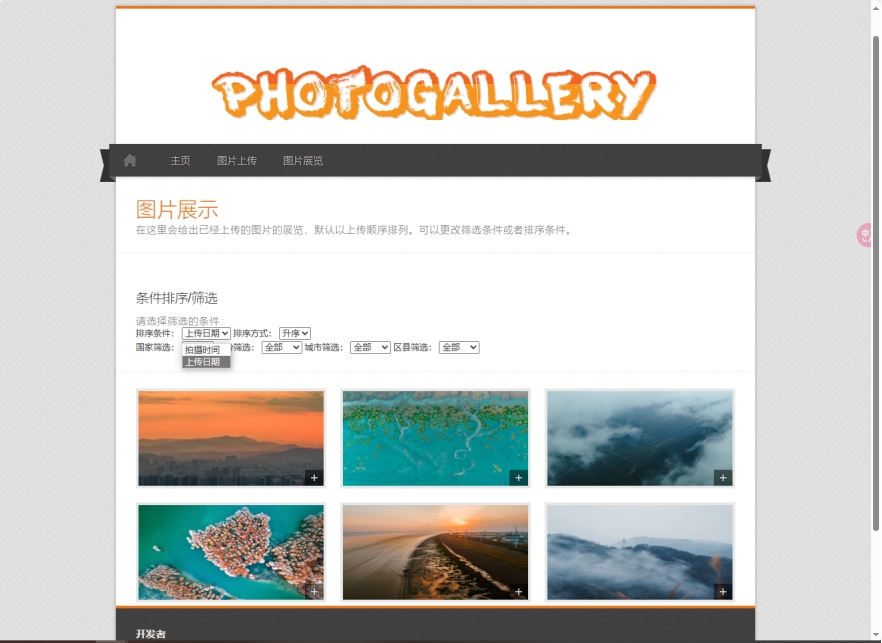 PHOTOGALLERY
主页 图片上传 图片展览
图片展示
在这里会给出已经上传的图片的展览，默认以上传顺序排列。可以更改筛选条件或者排序条件。
条件排序/筛选
请选择筛选的条件：
排序条件： 上传日期 排序方式： 升序
国家筛选： 筛选： 全部 城市筛选： 全部 区县筛选： 全部
拍摄时间
上传日期
开发者